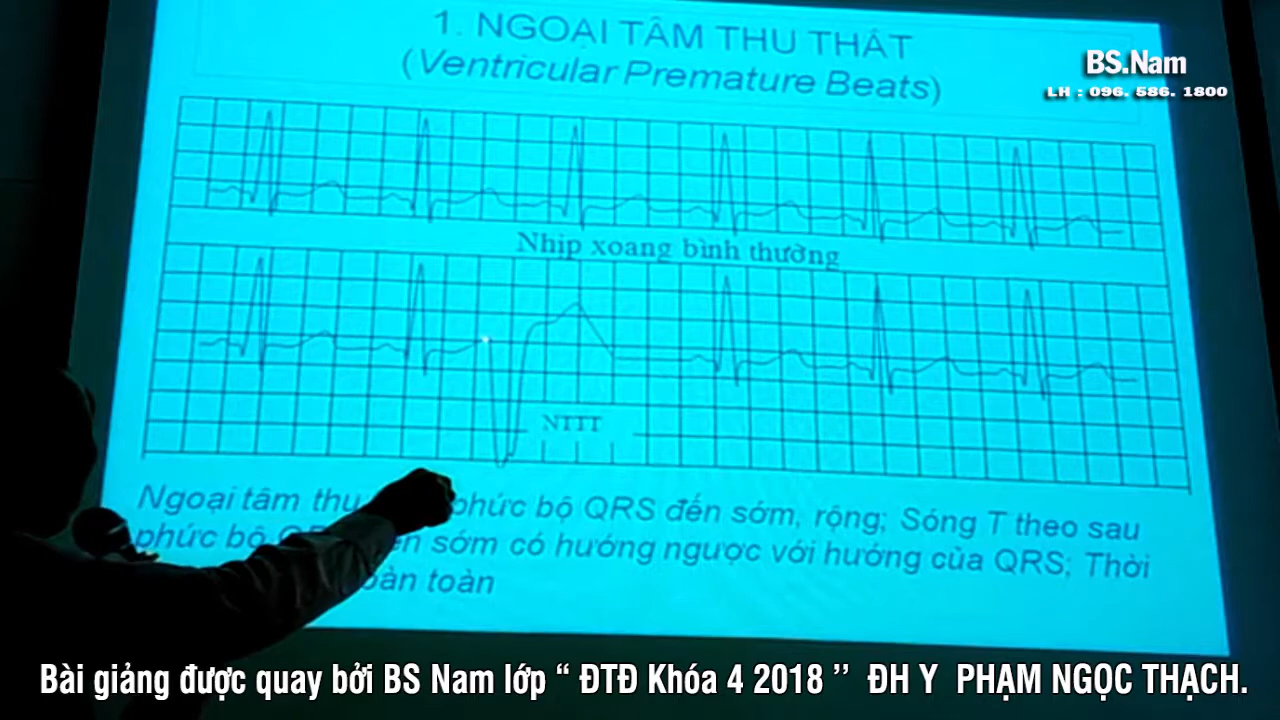 1. NGOẠI TÂM THU THẤT
(Ventricular Premature Beats)
BS.Nam
LH : 096. 586. 1800
Nhịp xoang bình thường
NTTT
Ngoại tâm thu phức bộ QRS đến sớm, rộng; Sóng T theo sau
phức bộ sớm có hướng ngược với hướng của QRS; Thời
toàn
Bài giảng được quay bởi BS Nam lớp “ ĐTĐ Khóa 4 2018 ’’ ĐH Y PHẠM NGỌC THẠCH.